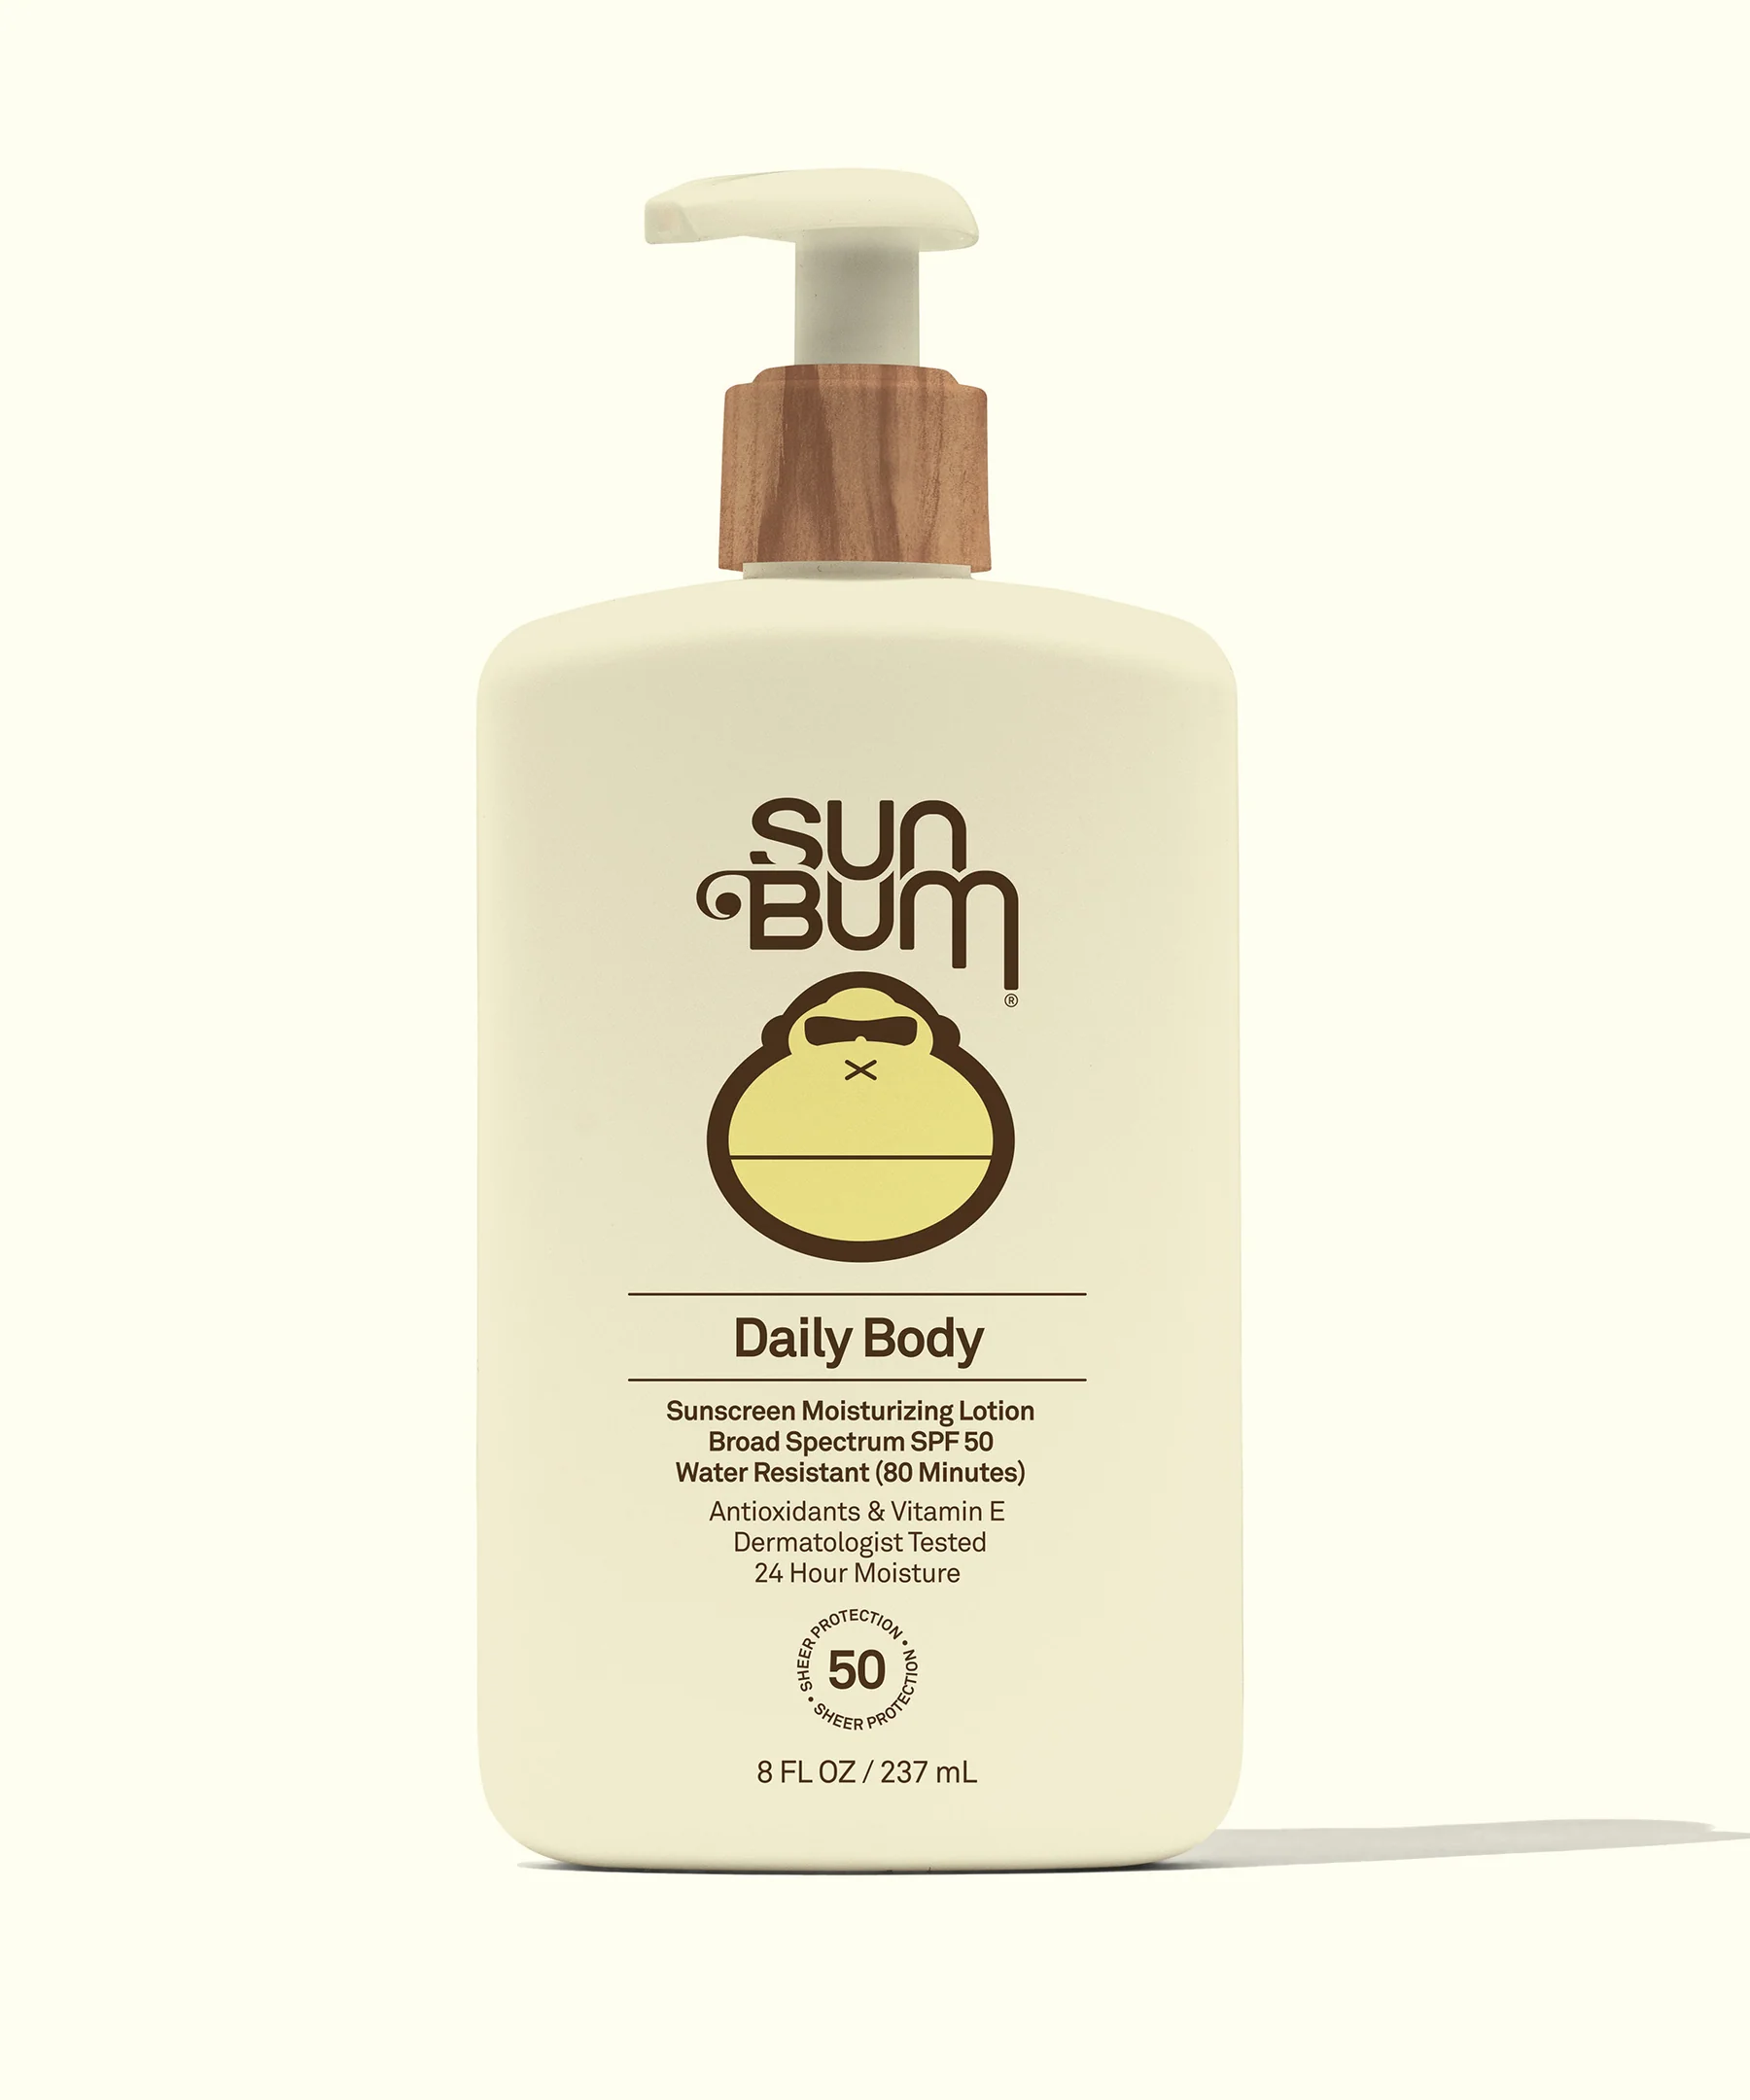 sun
BUM
®
Daily Body
Sunscreen Moisturizing Lotion
Broad Spectrum SPF 50
Water Resistant (80 Minutes)
Antioxidants & Vitamin E
Dermatologist Tested
24 Hour Moisture
SHEER PROTECTION • SHEER PROTECTION •
50
8 FL OZ / 237 mL